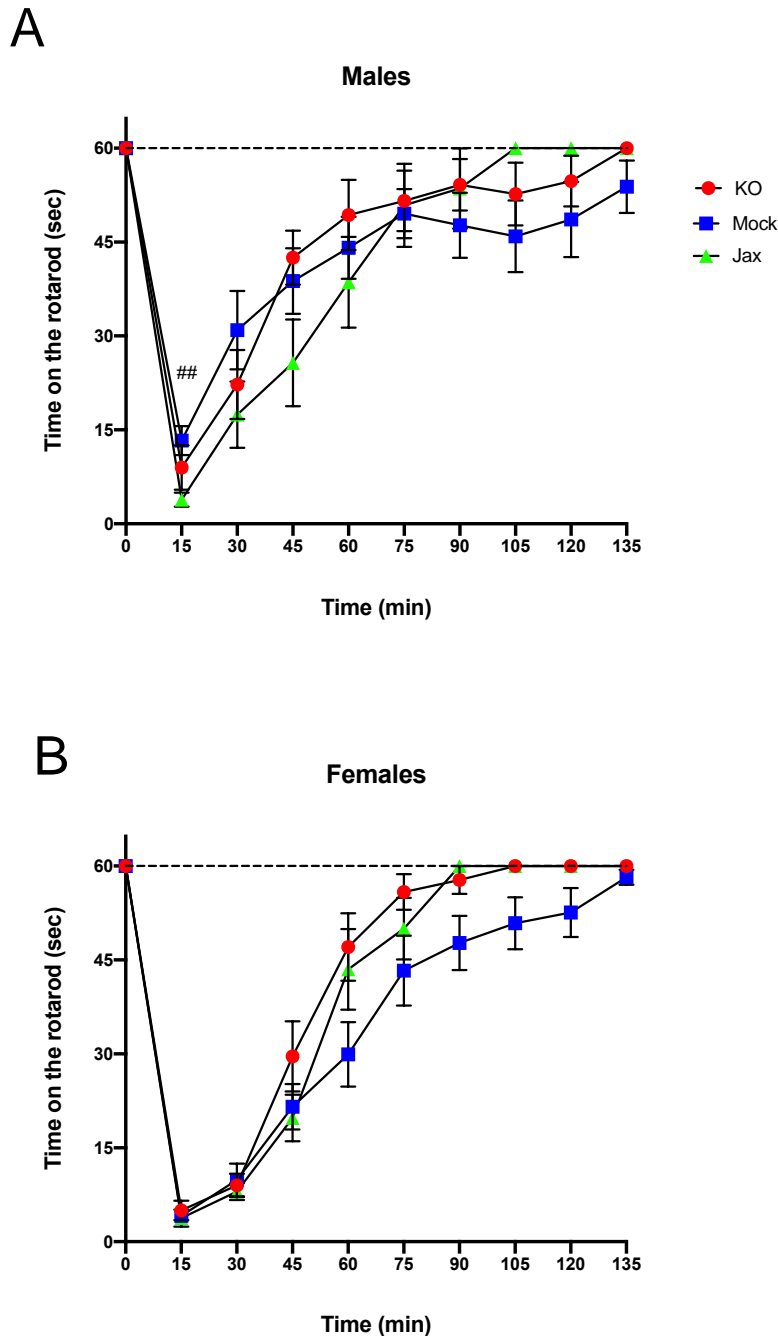 A
Males
Time on the rotarod (sec)
60
45
30
15
0
##
0 15 30 45 60 75 90 105 120 135
Time (min)
KO
Mock
Jax
B
Females
Time on the rotarod (sec)
60
45
30
15
0
0 15 30 45 60 75 90 105 120 135
Time (min)